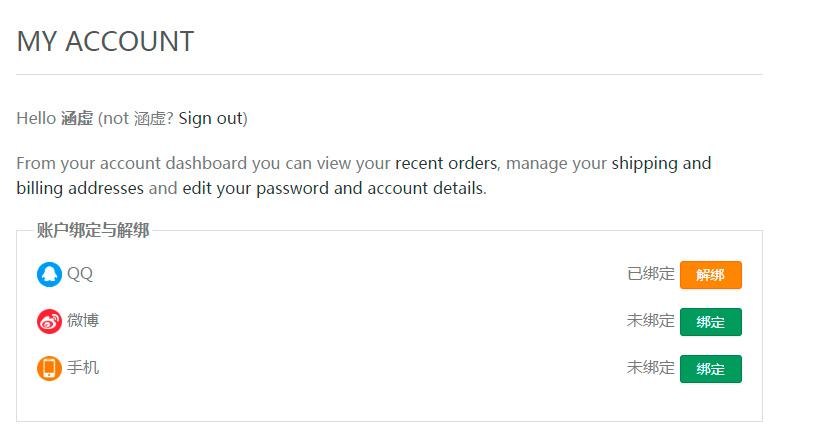 MY ACCOUNT
Hello 涵虚 (not 涵虚? Sign out)
From your account dashboard you can view your recent orders, manage your shipping and
billing addresses and edit your password and account details.
账户绑定与解绑
QQ 已绑定 解绑
微博 未绑定 绑定
手机 未绑定 绑定